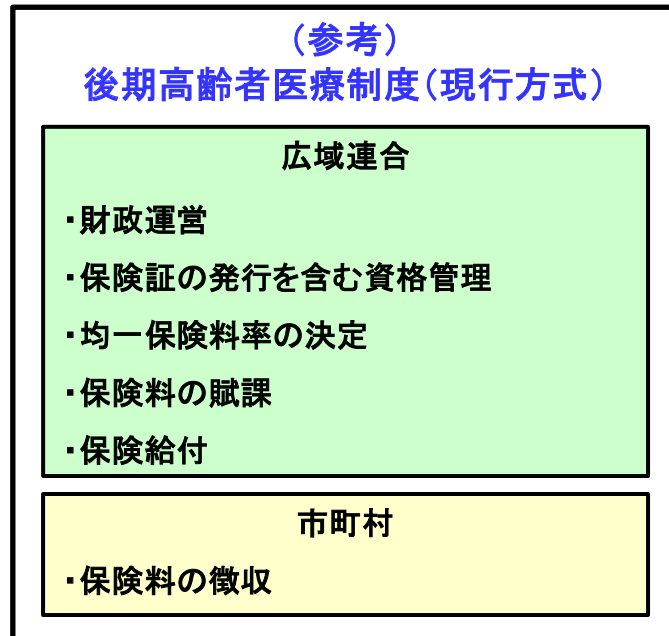 （参考）
後期高齢者医療制度（現行方式）
広域連合
・財政運営
・保険証の発行を含む資格管理
・均一保険料率の決定
・保険料の賦課
・保険給付
市町村
・保険料の徴収